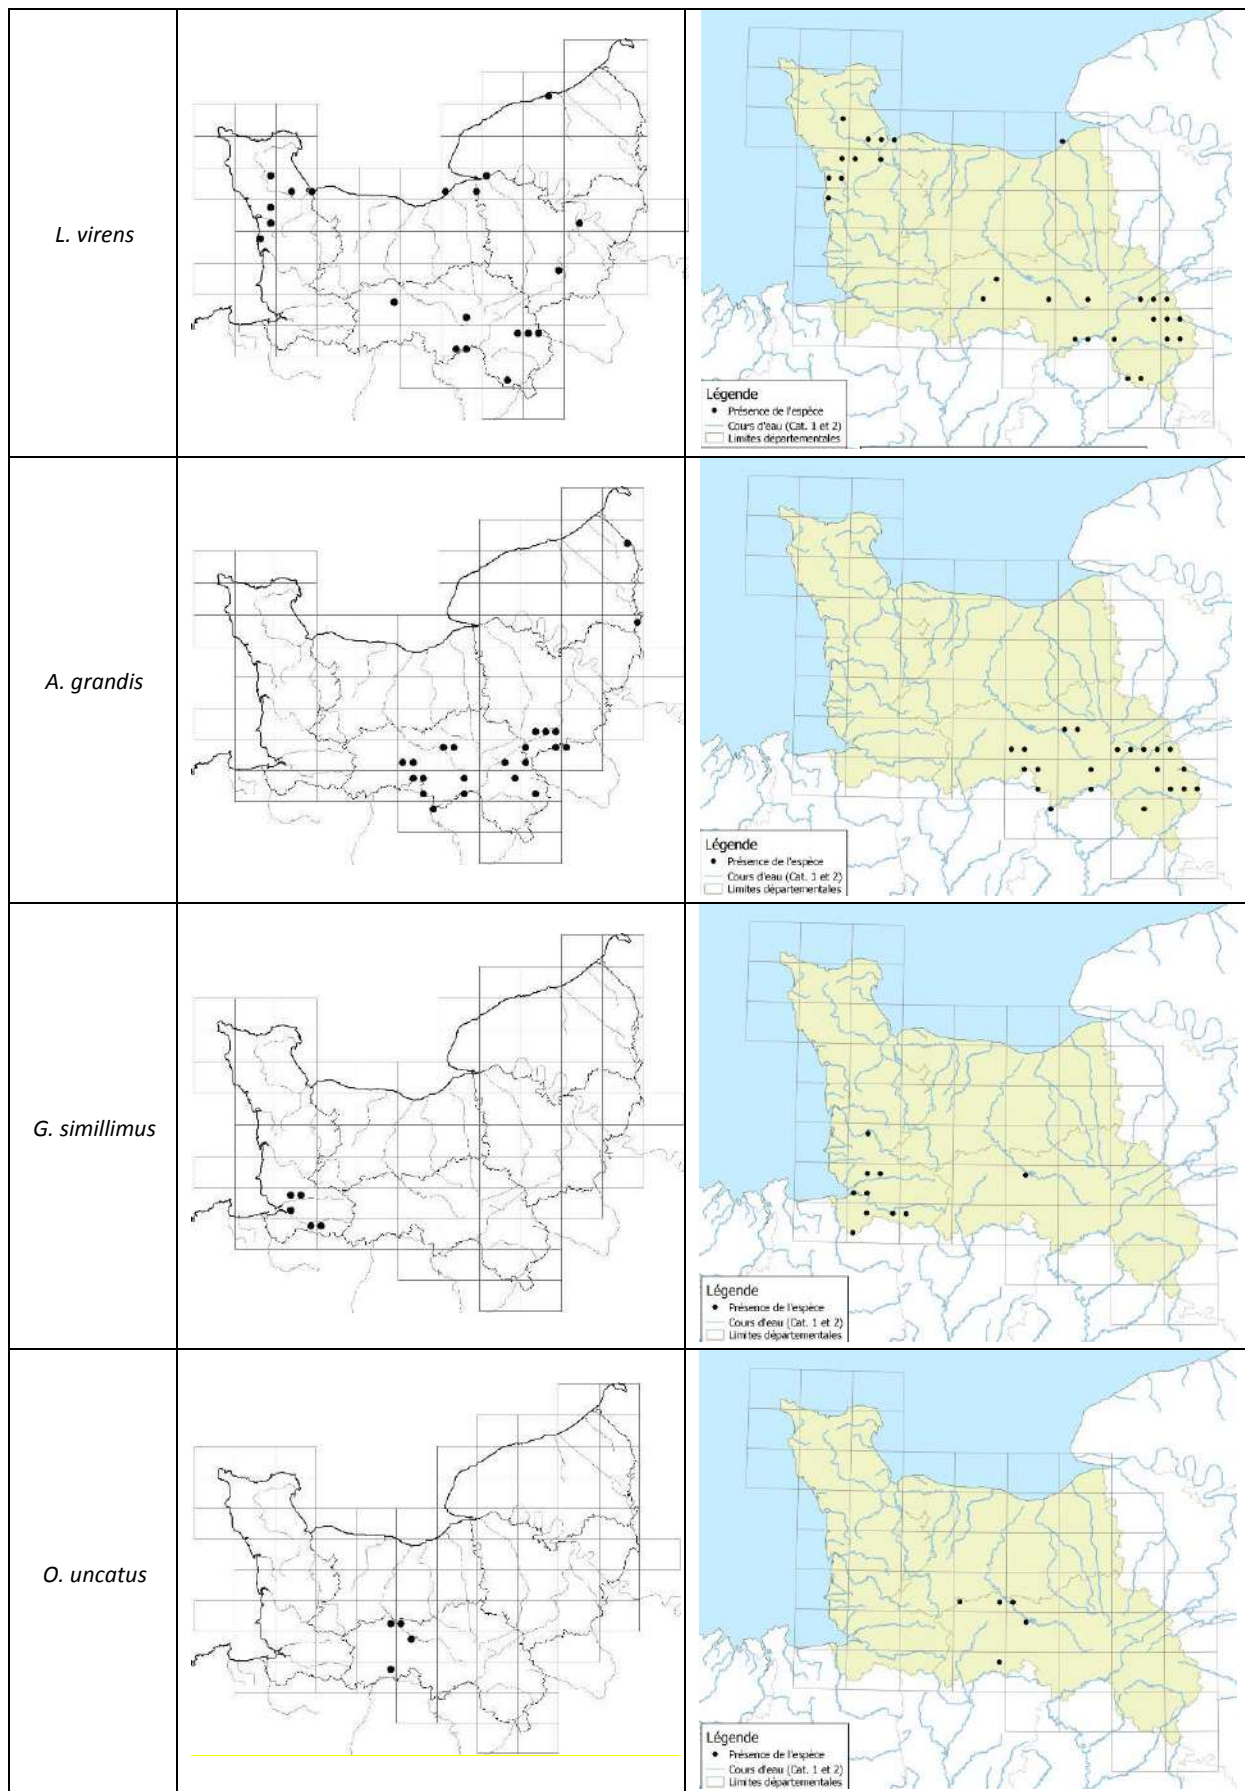 L. virens
Légende
Présence de l'espèce
Cours d'eau (Cat. 1 et 2)
Limites départementales
A. grandis
Légende
Présence de l'espèce
Cours d'eau (Cat. 1 et 2)
Limites départementales
G. simillimus
Légende
Présence de l'espèce
Cours d'eau (Cat. 1 et 2)
Limites départementales
O. uncatus
Légende
Présence de l'espèce
Cours d'eau (Cat. 1 et 2)
Limites départementales